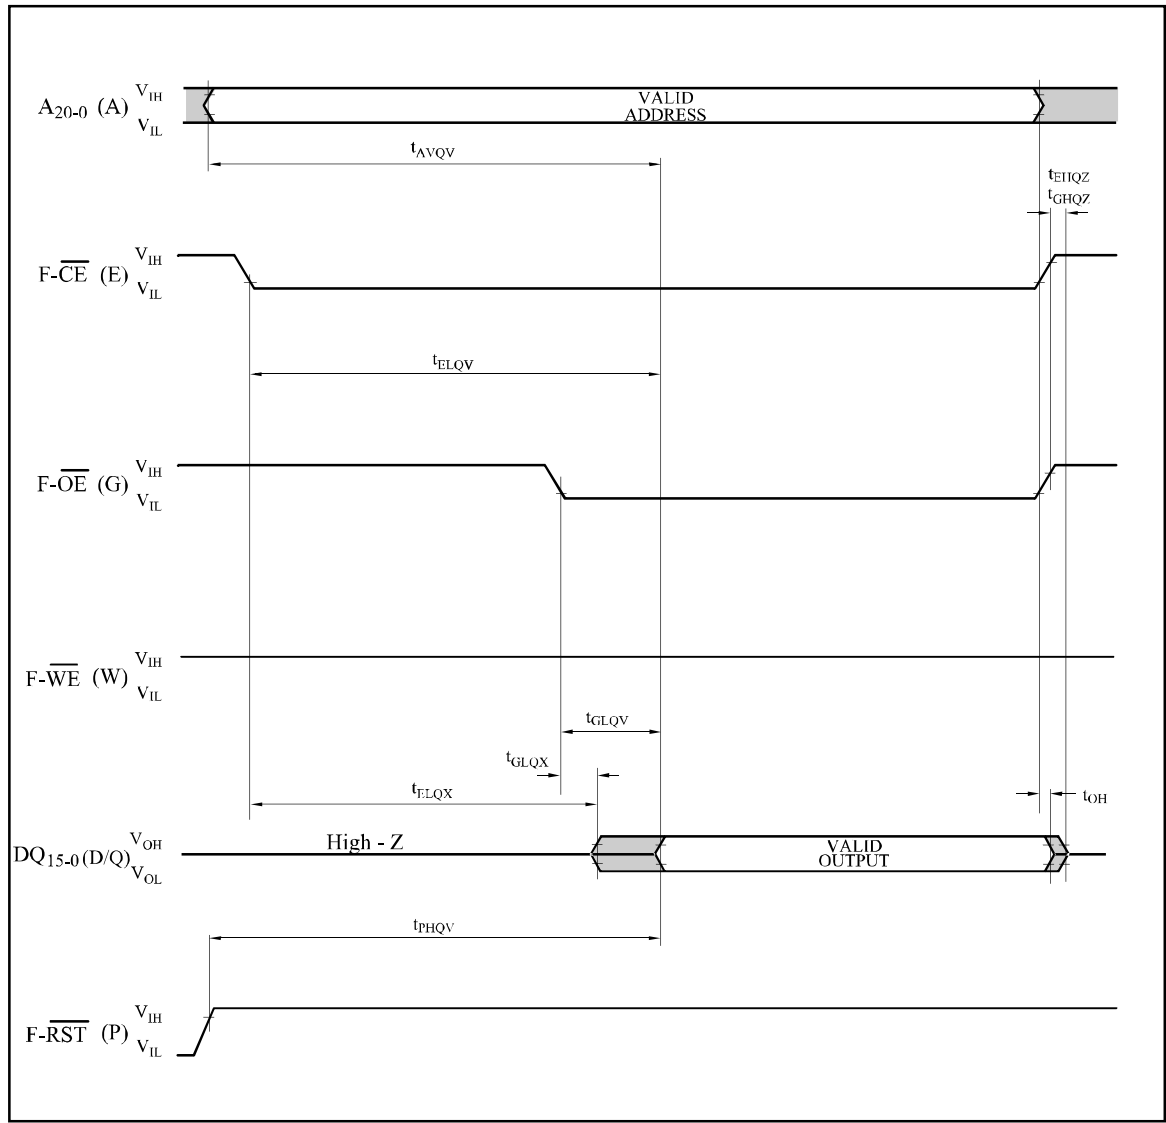 A20-0 (A) VIH
VIL
VALID
ADDRESS
tAVQV
tEHQZ
tGHQZ
F-CE (E) VIH
VIL
tELQV
F-OE (G) VIH
VIL
F-WE (W) VIH
VIL
tGLQV
tGLQX
tELQX
tOH
DQ15-0 (D/Q) VOH
VOL
High - Z
VALID
OUTPUT
tPHQV
F-RST (P) VIH
VIL